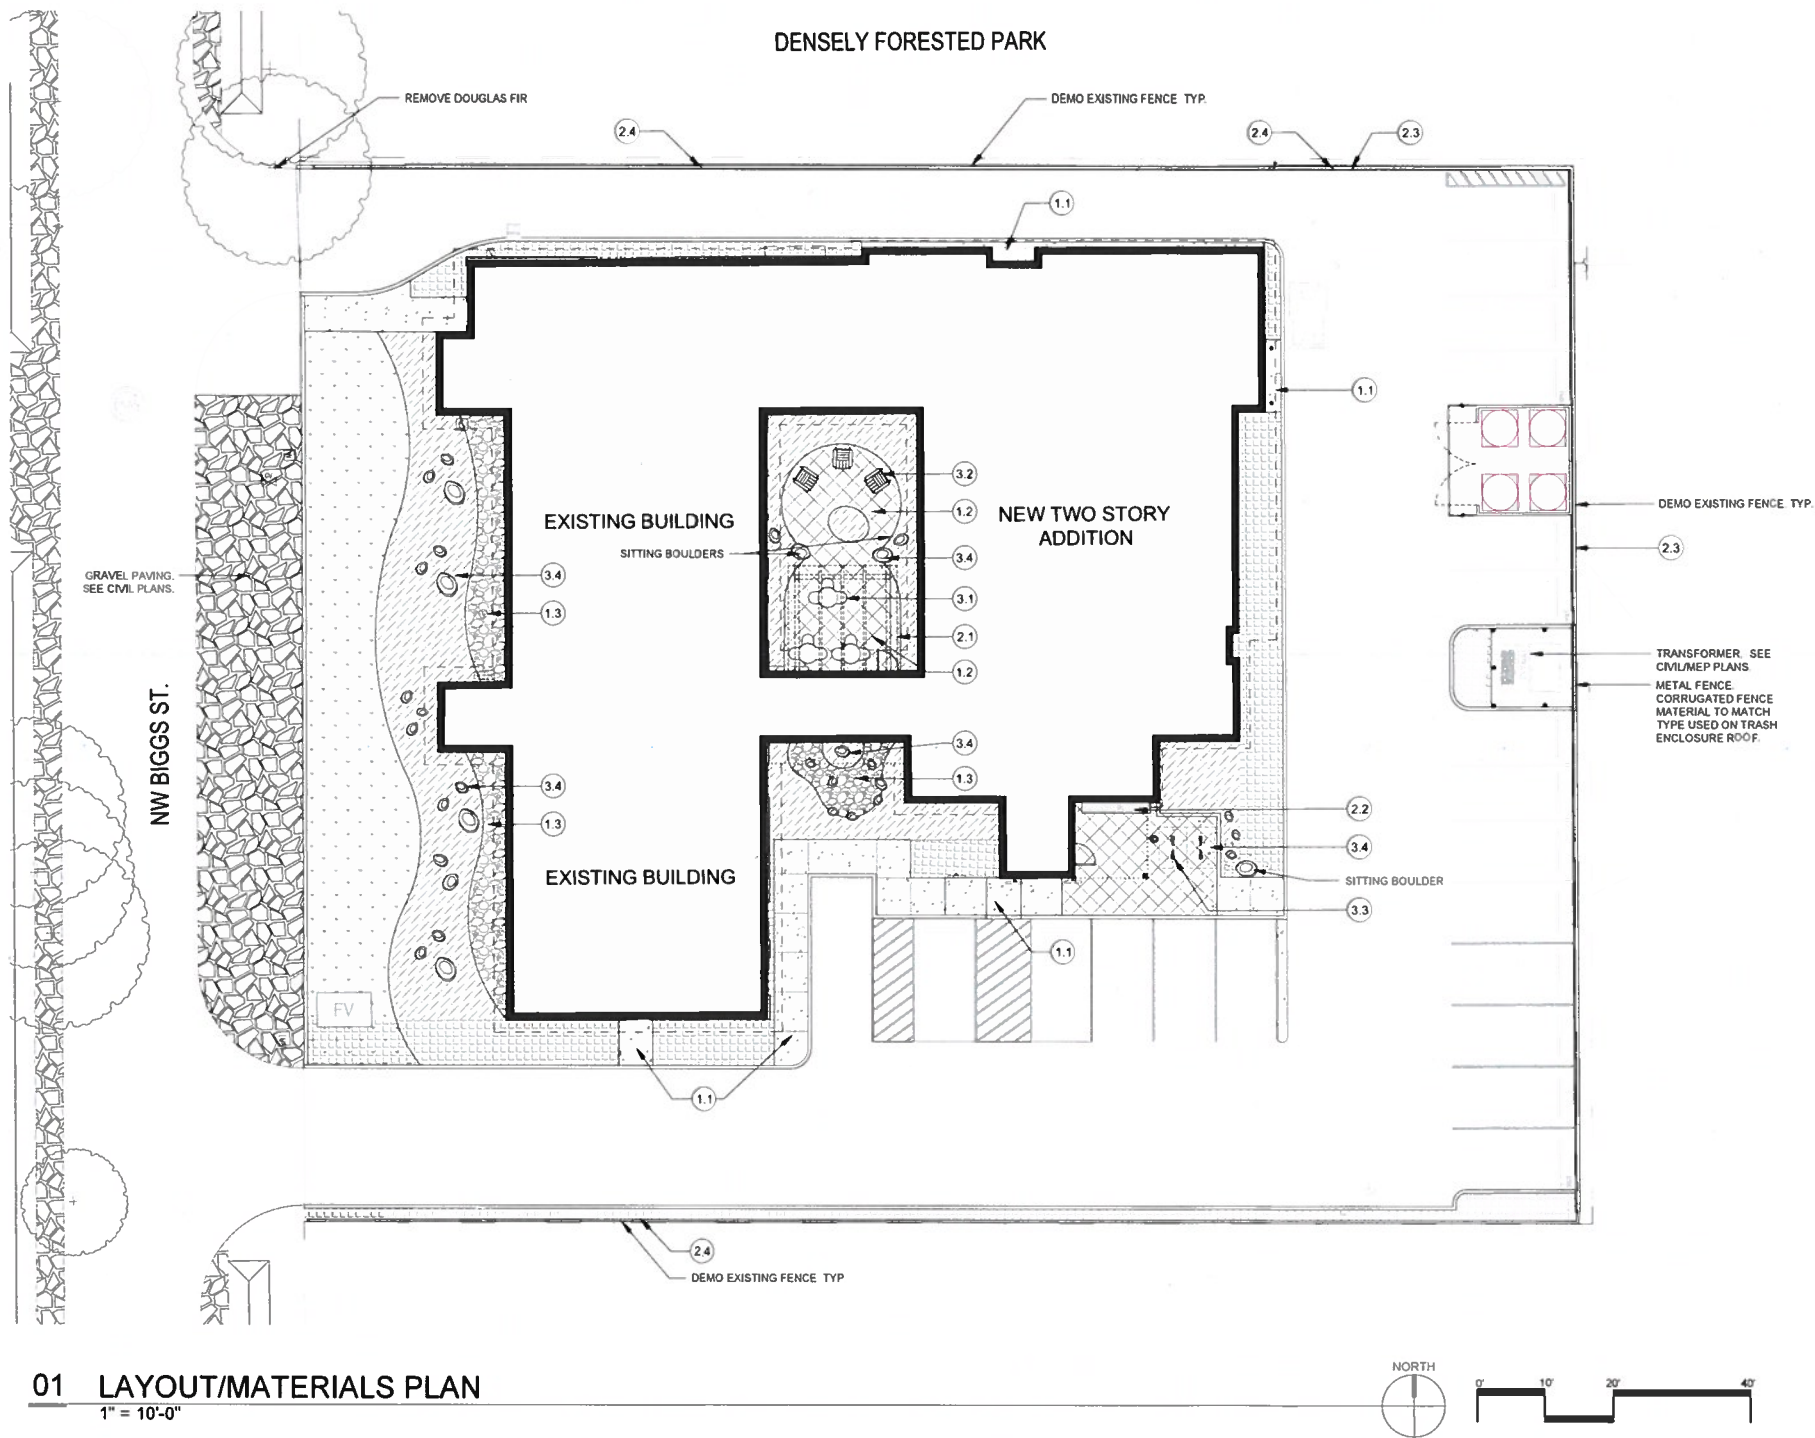 DENSELY FORESTED PARK
REMOVE DOUGLAS FIR
DEMO EXISTING FENCE TYP.
2.4
2.4
2.3
1.1
1.1
3.2
1.2
EXISTING BUILDING
SITTING BOULDERS
NEW TWO STORY
ADDITION
DEMO EXISTING FENCE TYP.
2.3
3.4
3.4
GRAVEL PAVING.
SEE CIVIL PLANS.
3.1
1.3
2.1
1.2
TRANSFORMER. SEE
CIVIL/MEP PLANS
METAL FENCE.
CORRUGATED FENCE
MATERIAL TO MATCH
TYPE USED ON TRASH
ENCLOSURE ROOF.
NW BIGGS ST.
3.4
1.3
3.4
1.3
2.2
3.4
EXISTING BUILDING
SITTING BOULDER
3.3
1.1
FV
1.1
2.4
DEMO EXISTING FENCE TYP
01 LAYOUT/MATERIALS PLAN
1" = 10'-0"
NORTH
0' 10' 20' 40'